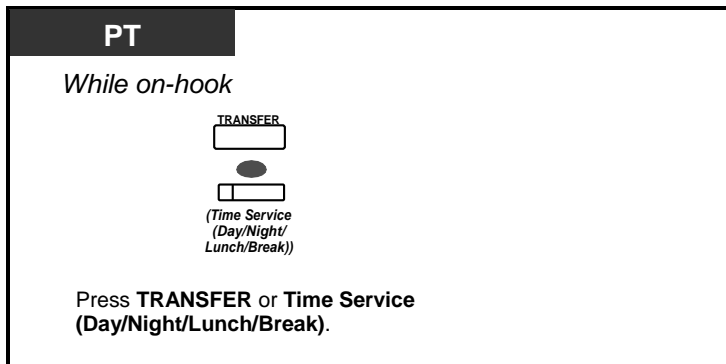 PT
While on-hook
TRANSFER
(Time Service
(Day/Night/
Lunch/Break))
Press TRANSFER or Time Service
(Day/Night/Lunch/Break).